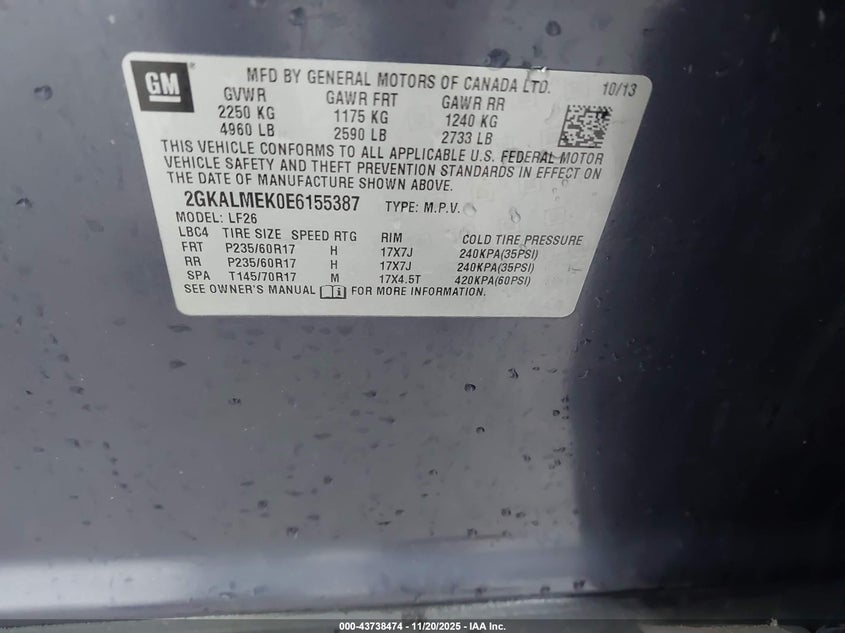 GM
MFD BY GENERAL MOTORS OF CANADA LTD. 10/13
GVWR GAWR FRT GAWR RR
2250 KG 1175 KG 1240 KG
4960 LB 2590 LB 2733 LB
THIS VEHICLE CONFORMS TO ALL APPLICABLE U.S. FEDERAL MOTOR
VEHICLE SAFETY AND THEFT PREVENTION STANDARDS IN EFFECT ON
THE DATE OF MANUFACTURE SHOWN ABOVE.
2GKALMEK0E6155387 TYPE: M.P.V.
MODEL: LF26
LBC4 TIRE SIZE SPEED RTG RIM COLD TIRE PRESSURE
FRT P235/60R17 H 17X7J 240KPA(35PSI)
RR P235/60R17 H 17X7J 240KPA(35PSI)
SPA T145/70R17 M 17X4.5T 420KPA(60PSI)
SEE OWNER'S MANUAL FOR MORE INFORMATION.
000-43738474 - 11/20/2025 - IAA Inc.